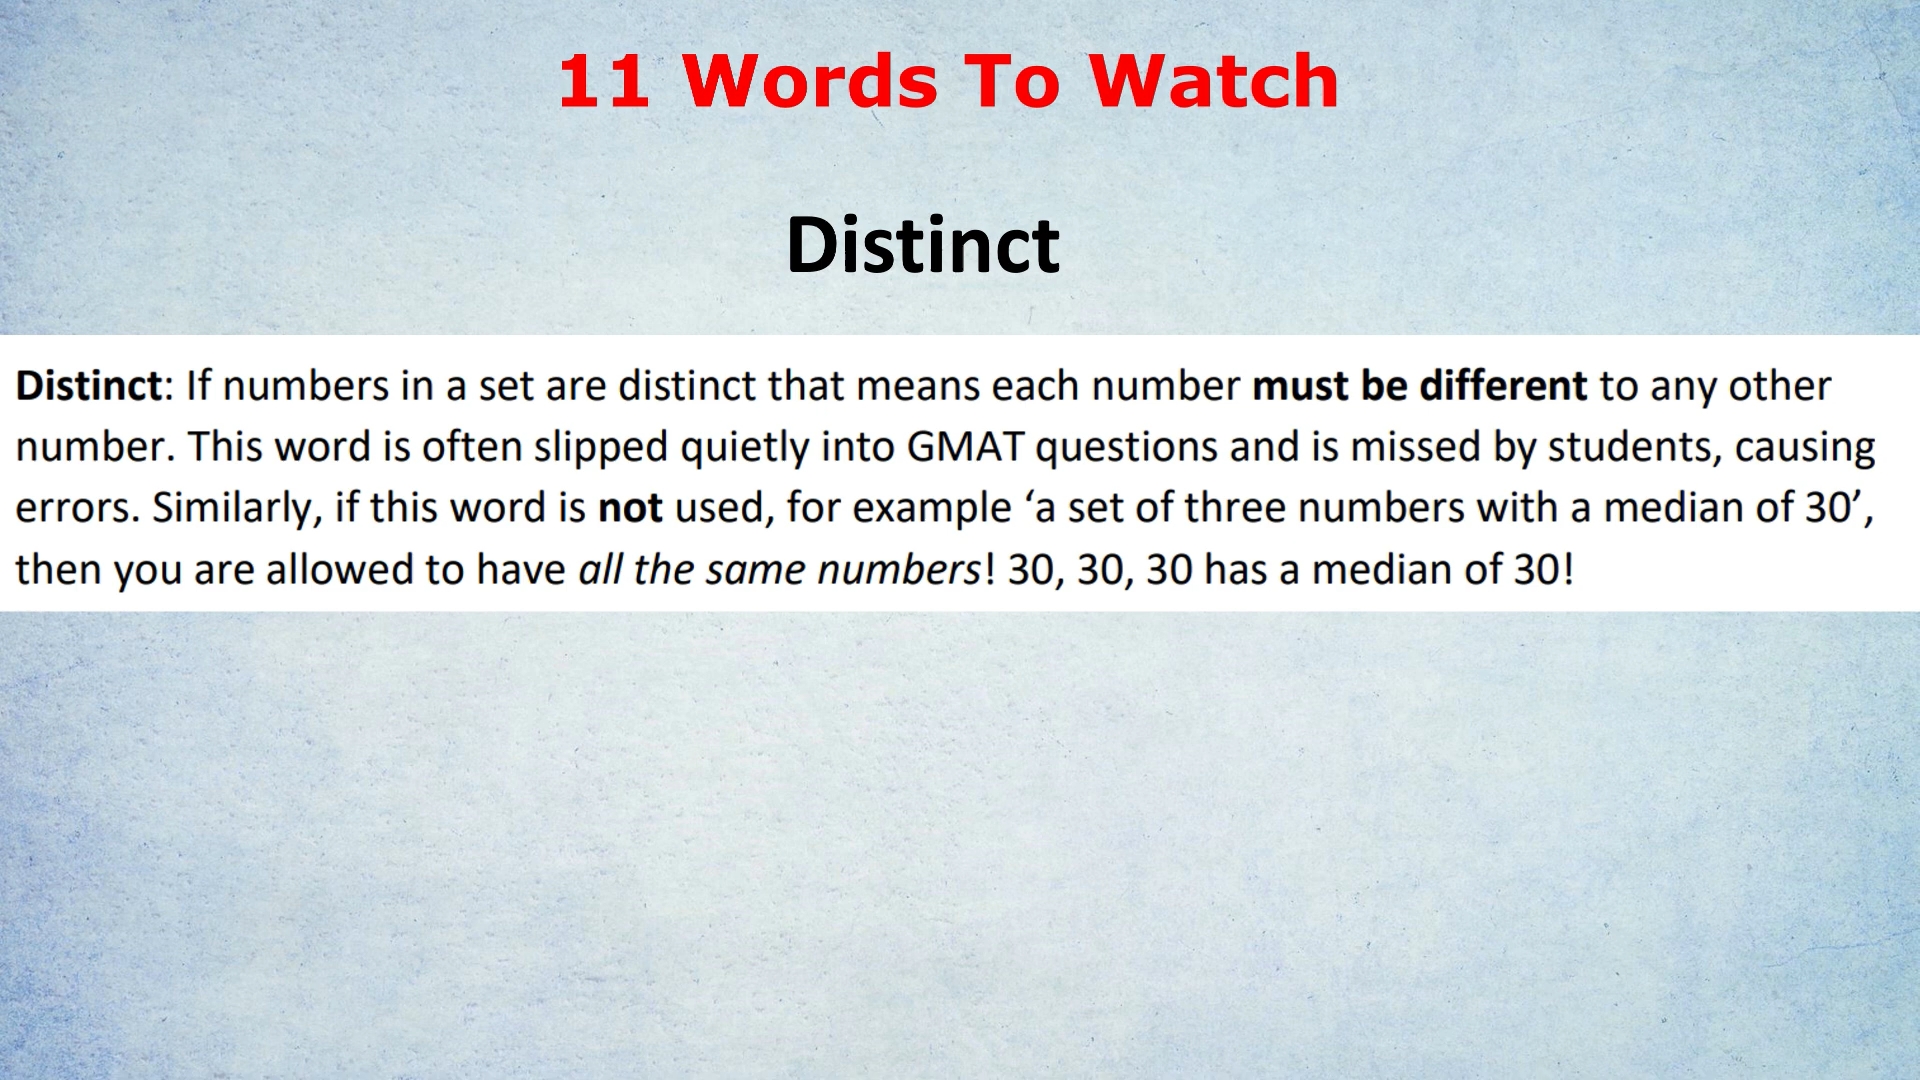 11 Words To Watch
Distinct
Distinct: If numbers in a set are distinct that means each number must be different to any other
number. This word is often slipped quietly into GMAT questions and is missed by students, causing
errors. Similarly, if this word is not used, for example ‘a set of three numbers with a median of 30’,
then you are allowed to have all the same numbers! 30, 30, 30 has a median of 30!